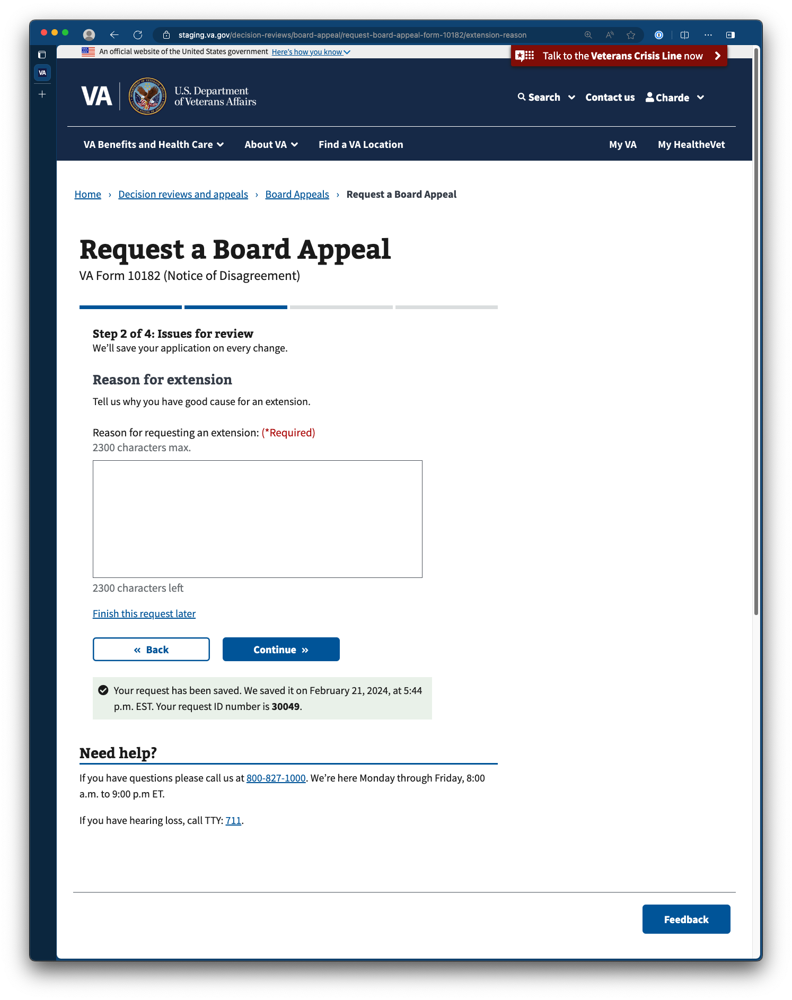 staging.va.gov/decision-reviews/board-appeal/request-board-appeal-form-10182/extension-reason
VA
An official website of the United States government Here's how you know
Talk to the Veterans Crisis Line now
VA
U.S. Department
of Veterans Affairs
Search
Contact us
Charde
VA Benefits and Health Care
About VA
Find a VA Location
My VA
My HealtheVet
Home › Decision reviews and appeals › Board Appeals › Request a Board Appeal
Request a Board Appeal
VA Form 10182 (Notice of Disagreement)
Step 2 of 4: Issues for review
We'll save your application on every change.
Reason for extension
Tell us why you have good cause for an extension.
Reason for requesting an extension: (*Required)
2300 characters max.
2300 characters left
Finish this request later
« Back
Continue »
Your request has been saved. We saved it on February 21, 2024, at 5:44
p.m. EST. Your request ID number is 30049.
Need help?
If you have questions please call us at 800-827-1000. We're here Monday through Friday, 8:00
a.m. to 9:00 p.m ET.
If you have hearing loss, call TTY: 711.
Feedback